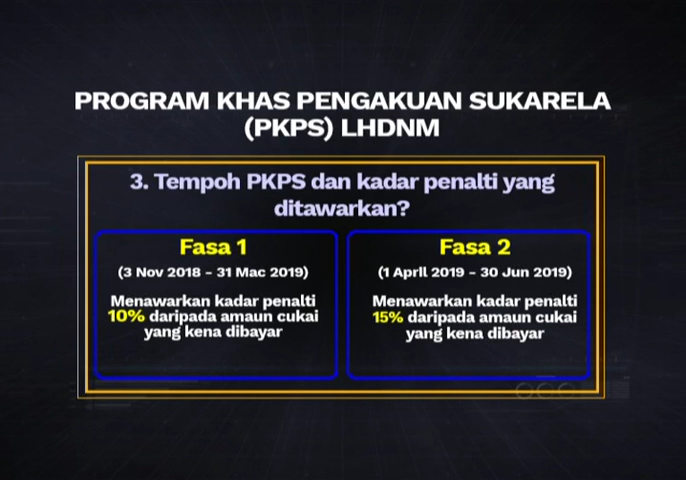 PROGRAM KHAS PENGAKUAN SUKARELA
(PKPS) LHDNM
3. Tempoh PKPS dan kadar penalti yang
ditawarkan?
Fasa 1
(3 Nov 2018 - 31 Mac 2019)
Menawarkan kadar penalti
10% daripada amaun cukai
yang kena dibayar
Fasa 2
(1 April 2019 - 30 Jun 2019)
Menawarkan kadar penalti
15% daripada amaun cukai
yang kena dibayar